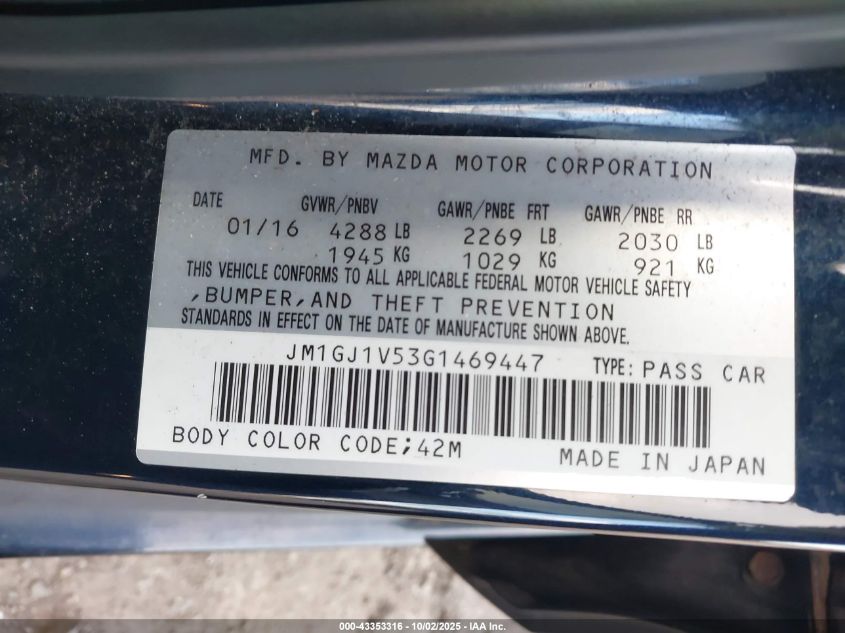 MFD. BY MAZDA MOTOR CORPORATION
DATE GVWR/PNBV GAWR/PNBE FRT GAWR/PNBE RR
01/16 4288 LB 2269 LB 2030 LB
1945 KG 1029 KG 921 KG
THIS VEHICLE CONFORMS TO ALL APPLICABLE FEDERAL MOTOR VEHICLE SAFETY
,BUMPER,AND THEFT PREVENTION
STANDARDS IN EFFECT ON THE DATE OF MANUFACTURE SHOWN ABOVE.
JM1GJ1V53G1469447 TYPE: PASS CAR
BODY COLOR CODE;42M MADE IN JAPAN
000-43353316 - 10/02/2025 - IAA Inc.